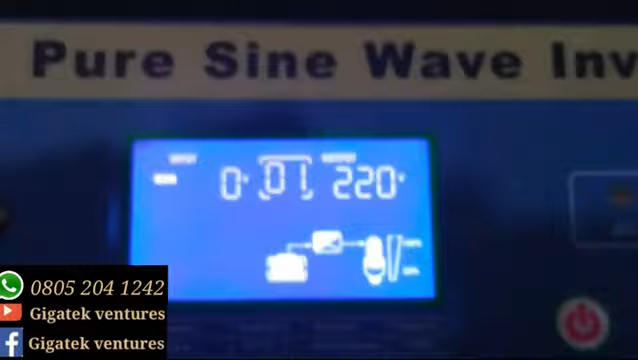 Pure Sine Wave Inv
0 01 220
0805 204 1242
Gigatek ventures
Gigatek ventures